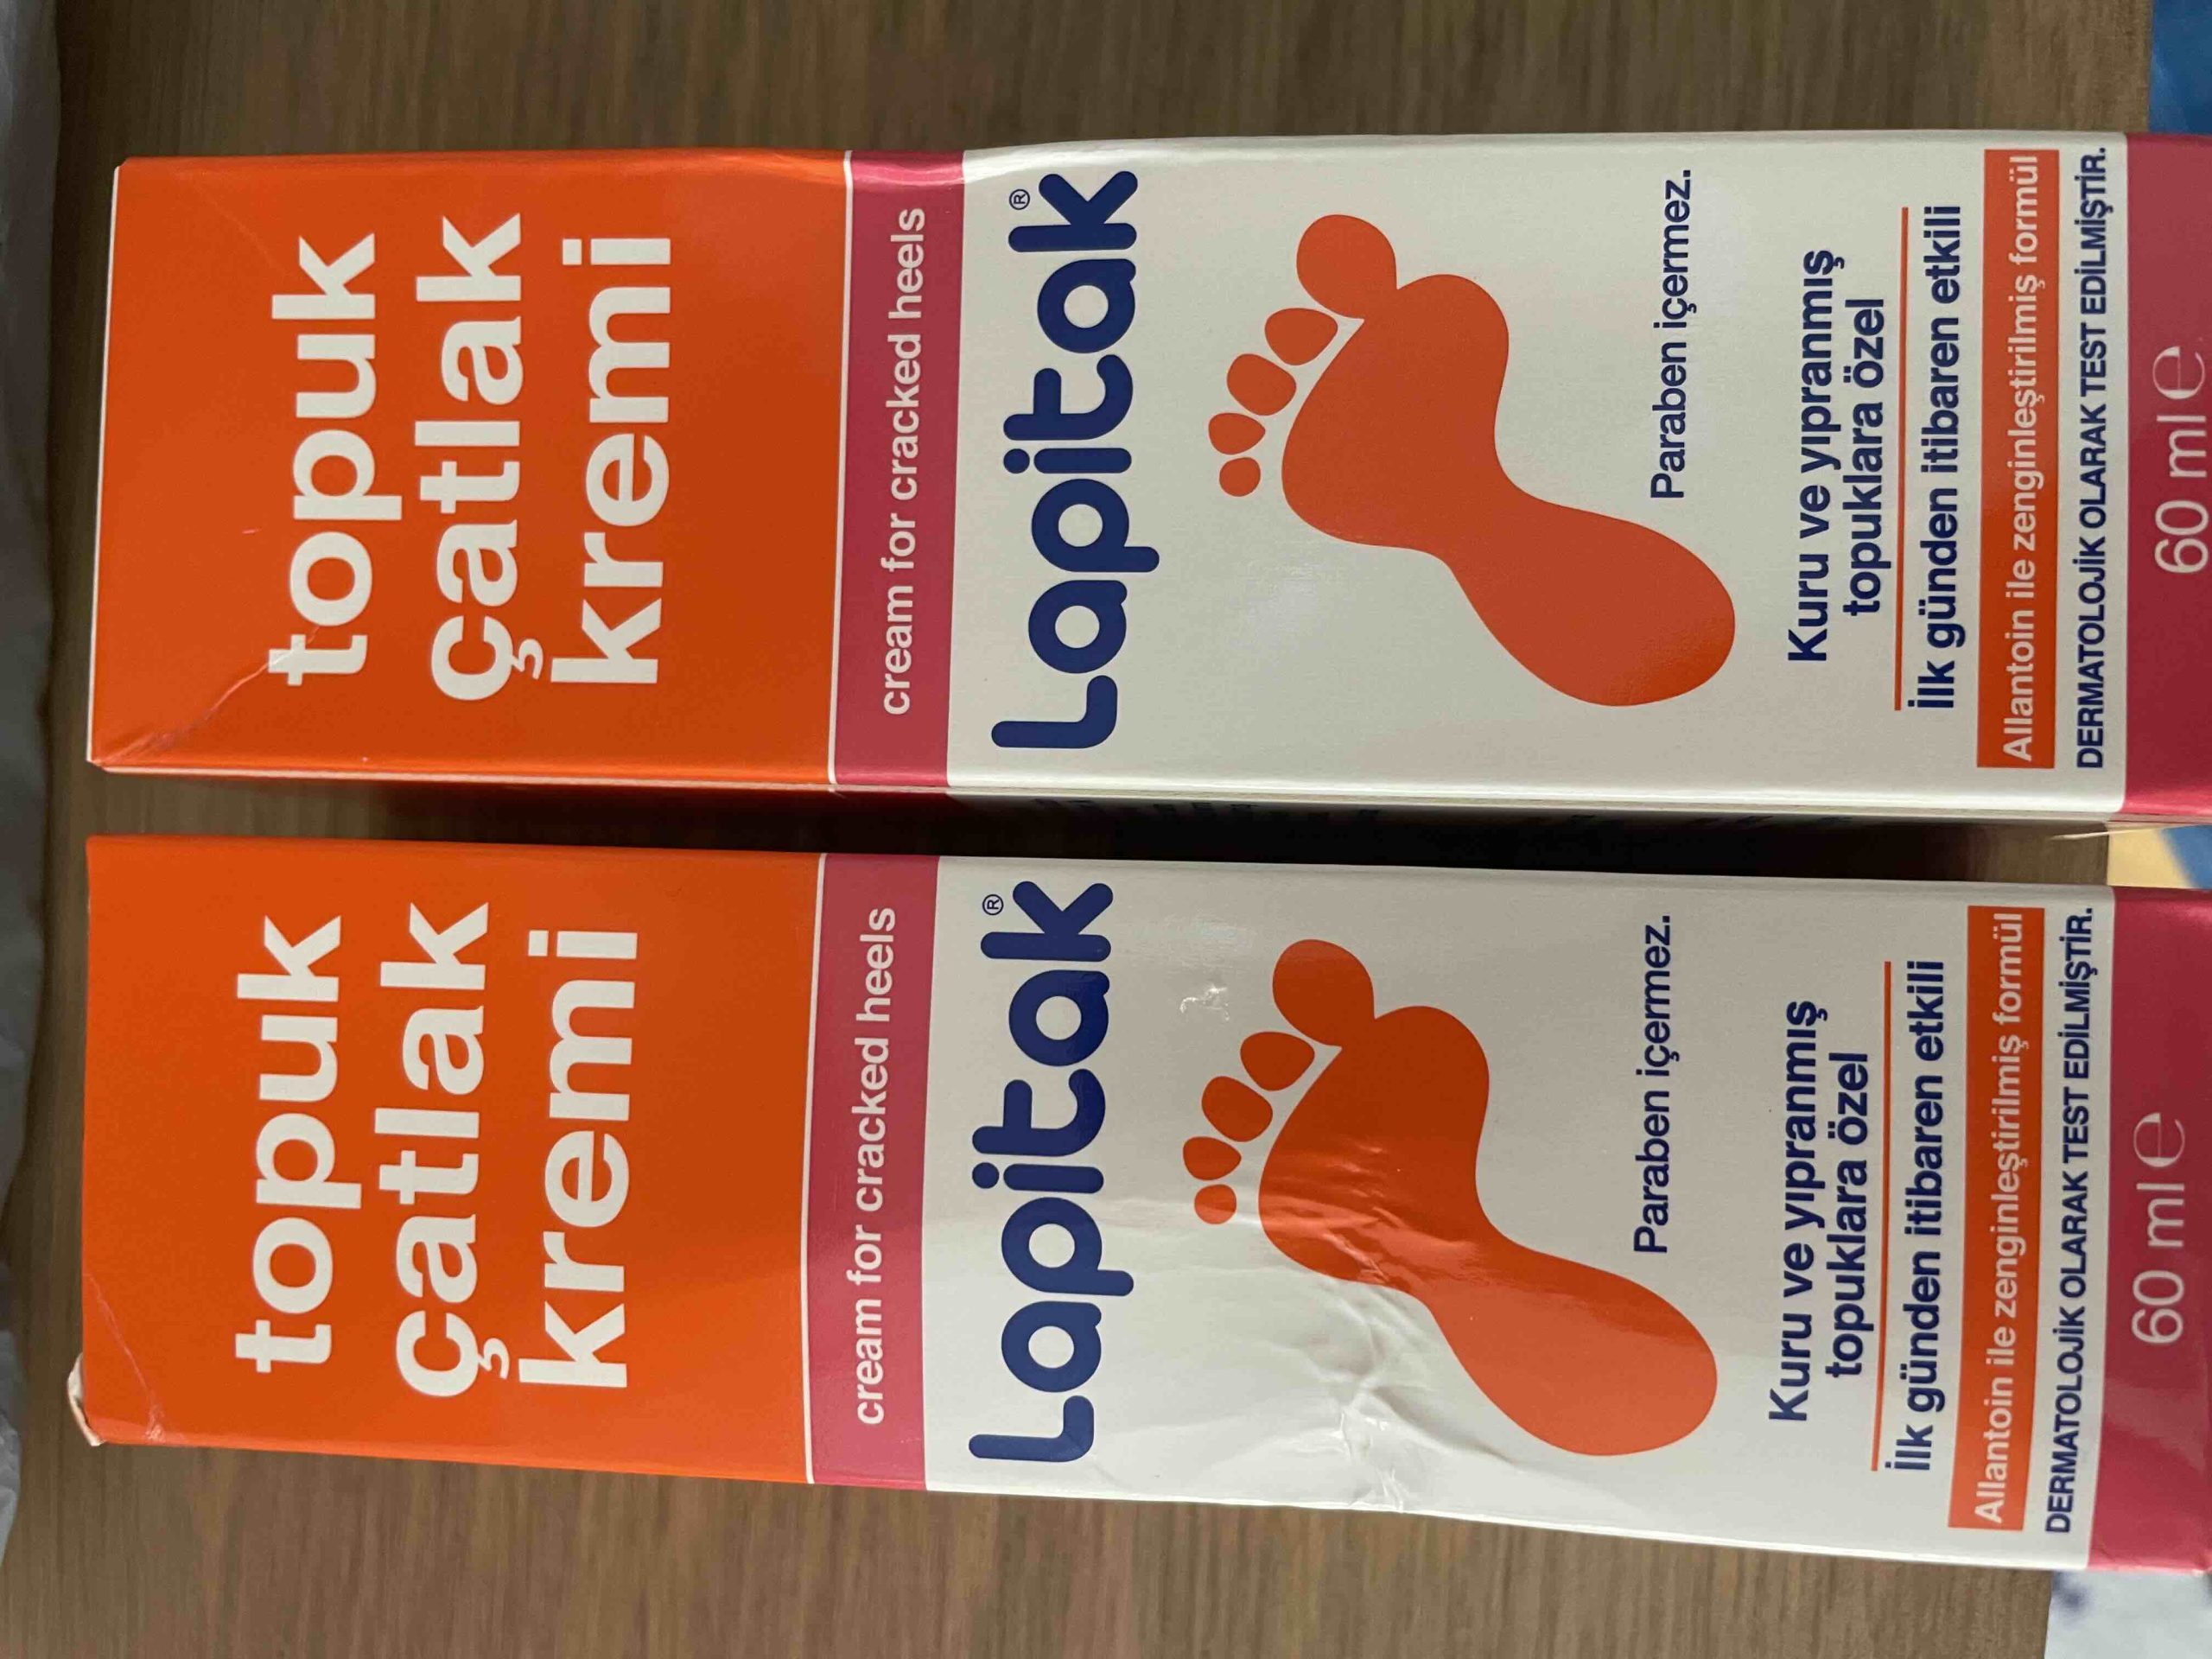 topuk
çatlak
kremi
cream for cracked heels
Lapitak®
Paraben içermez.
Kuru ve yıpranmış
topuklara özel
İlk günden itibaren etkili
Allantoin ile zenginleştirilmiş formül
DERMATOLOJİK OLARAK TEST EDİLMİŞTİR.
60 ml e
topuk
çatlak
kremi
cream for cracked heels
Lapitak®
Paraben içermez.
Kuru ve yıpranmış
topuklara özel
İlk günden itibaren etkili
Allantoin ile zenginleştirilmiş formül
DERMATOLOJİK OLARAK TEST EDİLMİŞTİR.
60 ml e